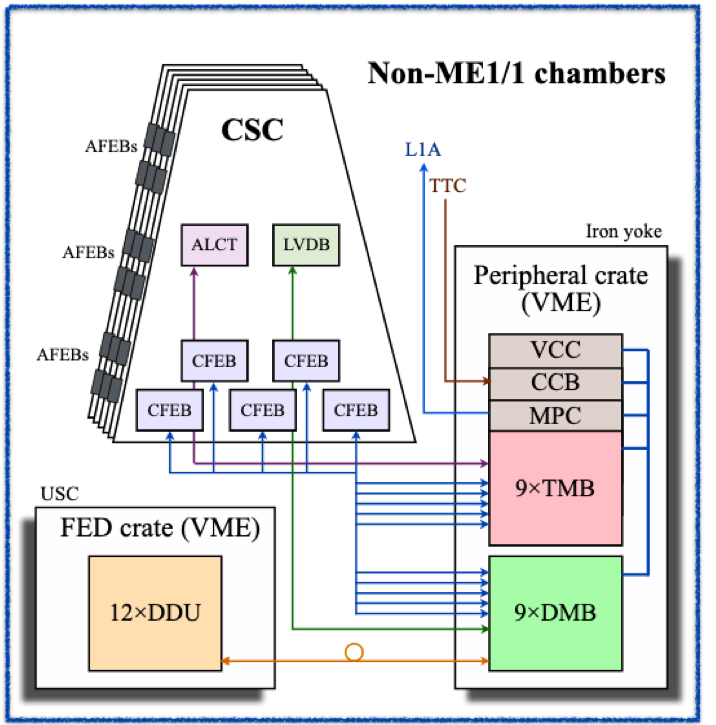 Non-ME1/1 chambers
CSC
AFEBs
L1A
TTC
AFEBs
ALCT
LVDB
Iron yoke
Peripheral crate
(VME)
AFEBs
CFEB
CFEB
VCC
CCB
CFEB
CFEB
CFEB
MPC
9×TMB
USC
FED crate (VME)
12×DDU
9×DMB